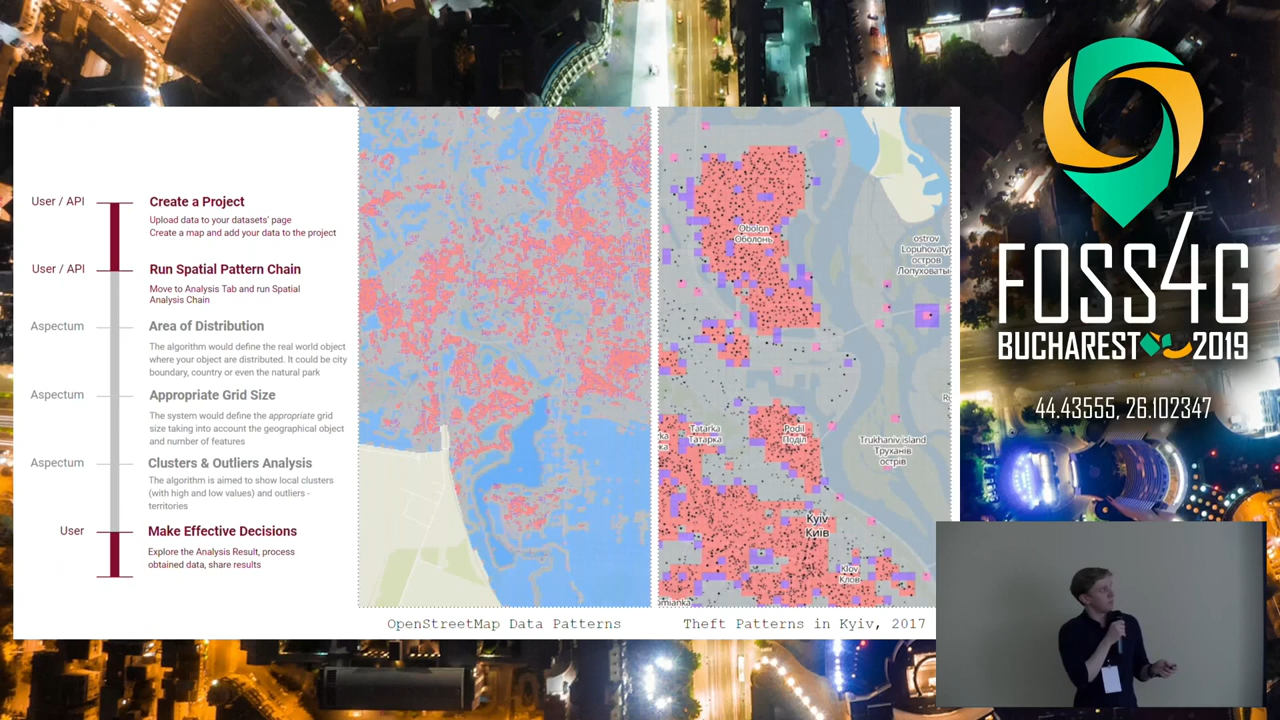 User / API
Create a Project
Upload data to your datasets' page
Create a map and add your data to the project
User / API
Run Spatial Pattern Chain
Move to Analysis Tab and run Spatial
Analysis Chain
Aspectum
Area of Distribution
The algorithm would define the real world object
where your object are distributed. It could be city
boundary, country or even the natural park
Aspectum
Appropriate Grid Size
The system would define the appropriate grid
size taking into account the geographical object
and number of features
Aspectum
Clusters & Outliers Analysis
The algorithm is aimed to show local clusters
(with high and low values) and outliers -
territories
User
Make Effective Decisions
Explore the Analysis Result, process
obtained data, share results
OpenStreetMap Data Patterns
Obolon
Оболонь
ostrov
Lopuhovaty
остров
Лопуховаты
Tatarka
Татарка
Podil
Поділ
Trukhaniv island
Труханів
острів
Kyiv
Київ
Klov
Клов
Theft Patterns in Kyiv, 2017
FOSS4G
BUCHAREST 2019
44.43555, 26.102347